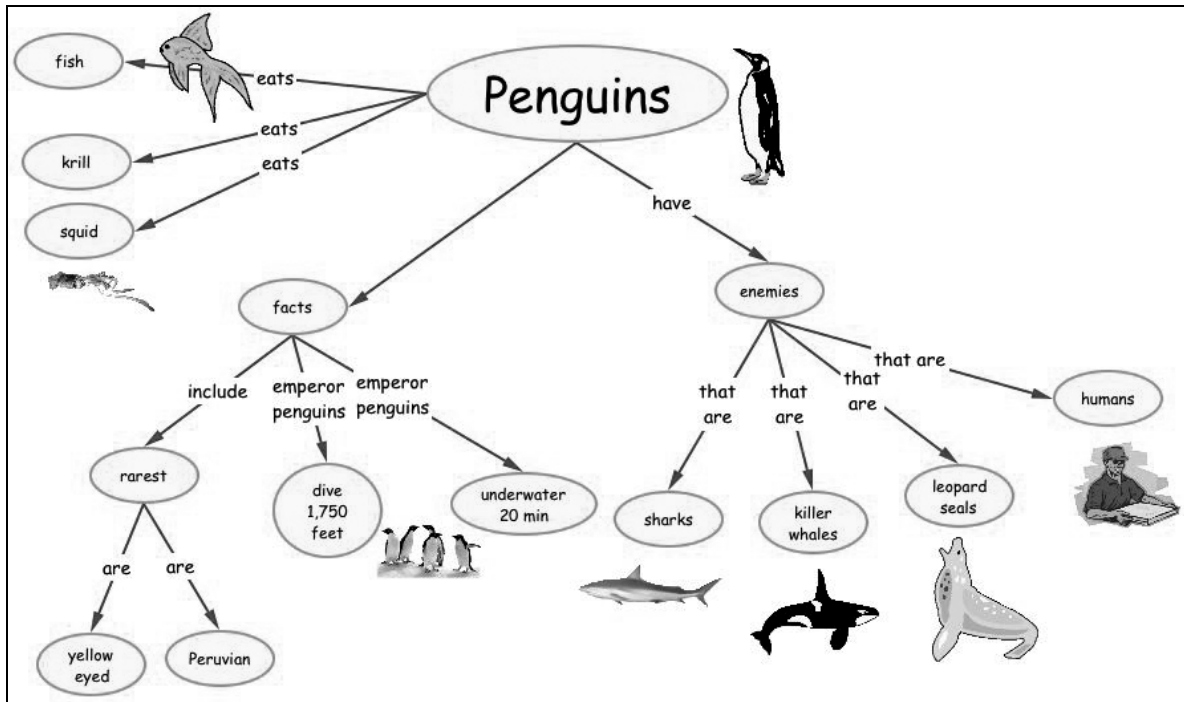 Penguins
eats
fish
eats
krill
eats
squid
facts
include
rarest
are
yellow
eyed
are
Peruvian
emperor
penguins
dive
1,750
feet
emperor
penguins
underwater
20 min
have
enemies
that
are
sharks
that
are
killer
whales
that
are
leopard
seals
that are
humans